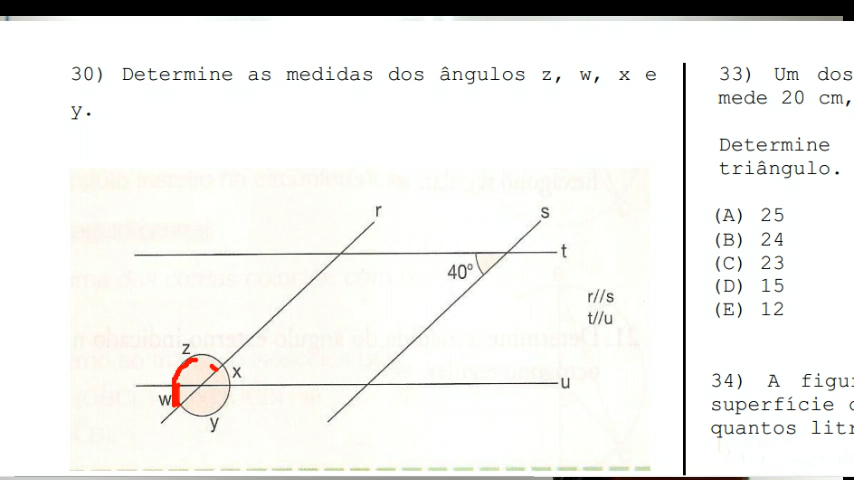 30) Determine as medidas dos ângulos z, w, x e
y.
r
s
t
40°
r//s
t//u
z
x
u
w
y
33) Um dos
mede 20 cm,
Determine
triângulo.
(A) 25
(B) 24
(C) 23
(D) 15
(E) 12
34) A figu
superfície
quantos lit